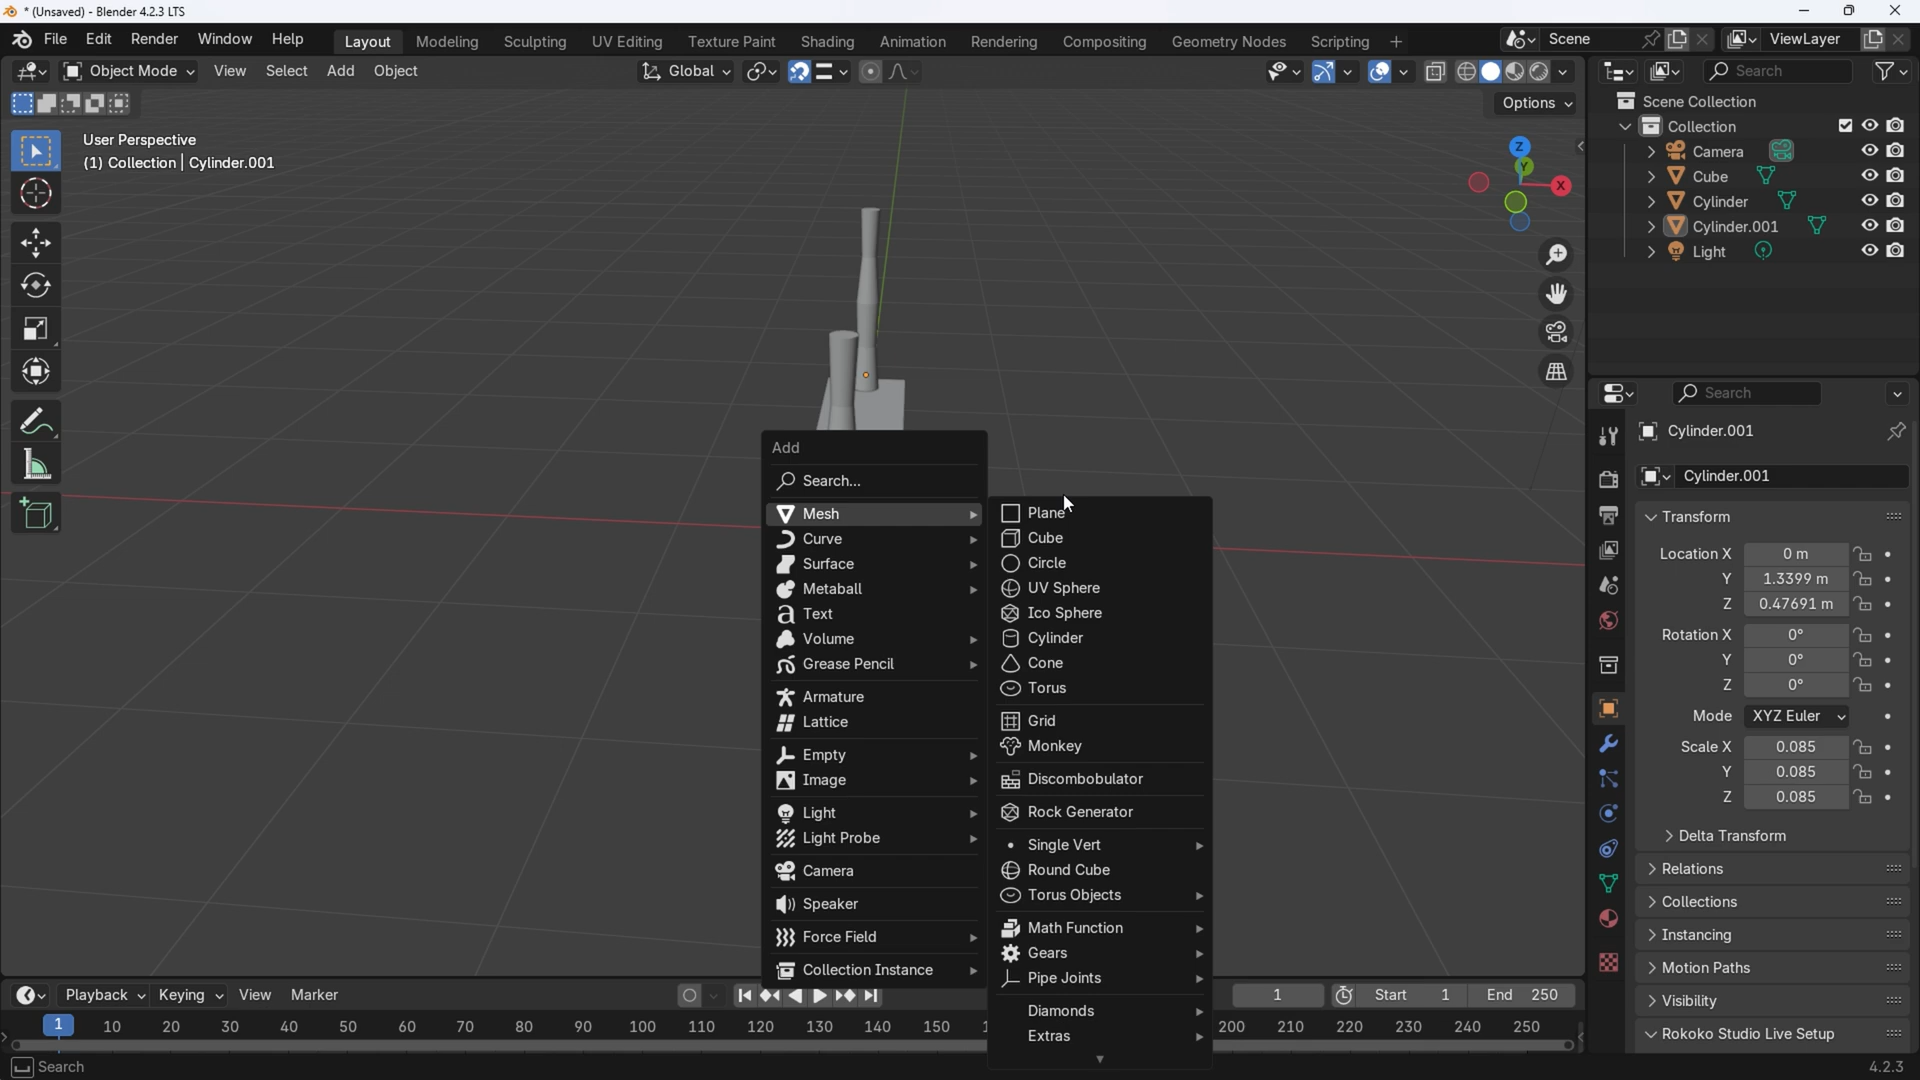 * (Unsaved) - Blender 4.2.3 LTS
File Edit Render Window Help Layout Modeling Sculpting UV Editing Texture Paint Shading Animation Rendering Compositing Geometry Nodes Scripting + Scene ViewLayer
Object Mode View Select Add Object Global Search
Options
User Perspective
(1) Collection | Cylinder.001
Z
Y
X
Scene Collection
Collection
Camera
Cube
Cylinder
Cylinder.001
Light
Search
Cylinder.001
Cylinder.001
Transform
Location X 0 m
Y 1.3399 m
Z 0.47691 m
Rotation X 0°
Y 0°
Z 0°
Mode XYZ Euler
Scale X 0.085
Y 0.085
Z 0.085
Delta Transform
Relations
Collections
Instancing
Motion Paths
Visibility
Rokoko Studio Live Setup
Add
Search...
Mesh
Curve
Surface
Metaball
Text
Volume
Grease Pencil
Armature
Lattice
Empty
Image
Light
Light Probe
Camera
Speaker
Force Field
Collection Instance
Plane
Cube
Circle
UV Sphere
Ico Sphere
Cylinder
Cone
Torus
Grid
Monkey
Discombobulator
Rock Generator
Single Vert
Round Cube
Torus Objects
Math Function
Gears
Pipe Joints
Diamonds
Extras
Playback Keying View Marker 1 Start 1 End 250
1 10 20 30 40 50 60 70 80 90 100 110 120 130 140 150 200 210 220 230 240 250
Search 4.2.3